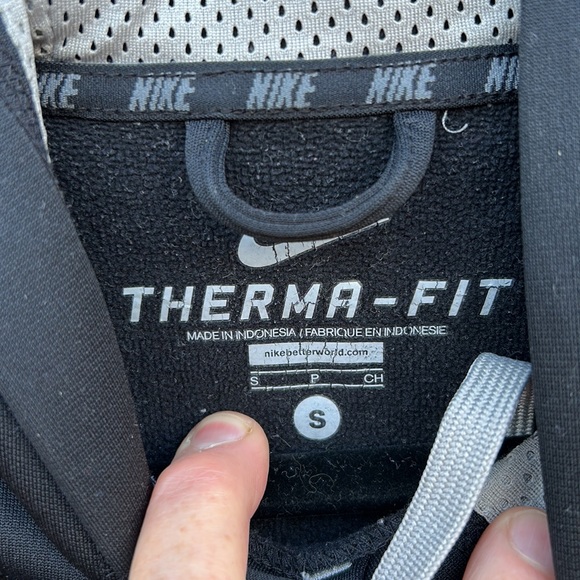 NIKE NIKE NIKE NIKE NIKE
THERMA-FIT
MADE IN INDONESIA / FABRIQUE EN INDONESIE
nikebetterworld.com
S P CH
S